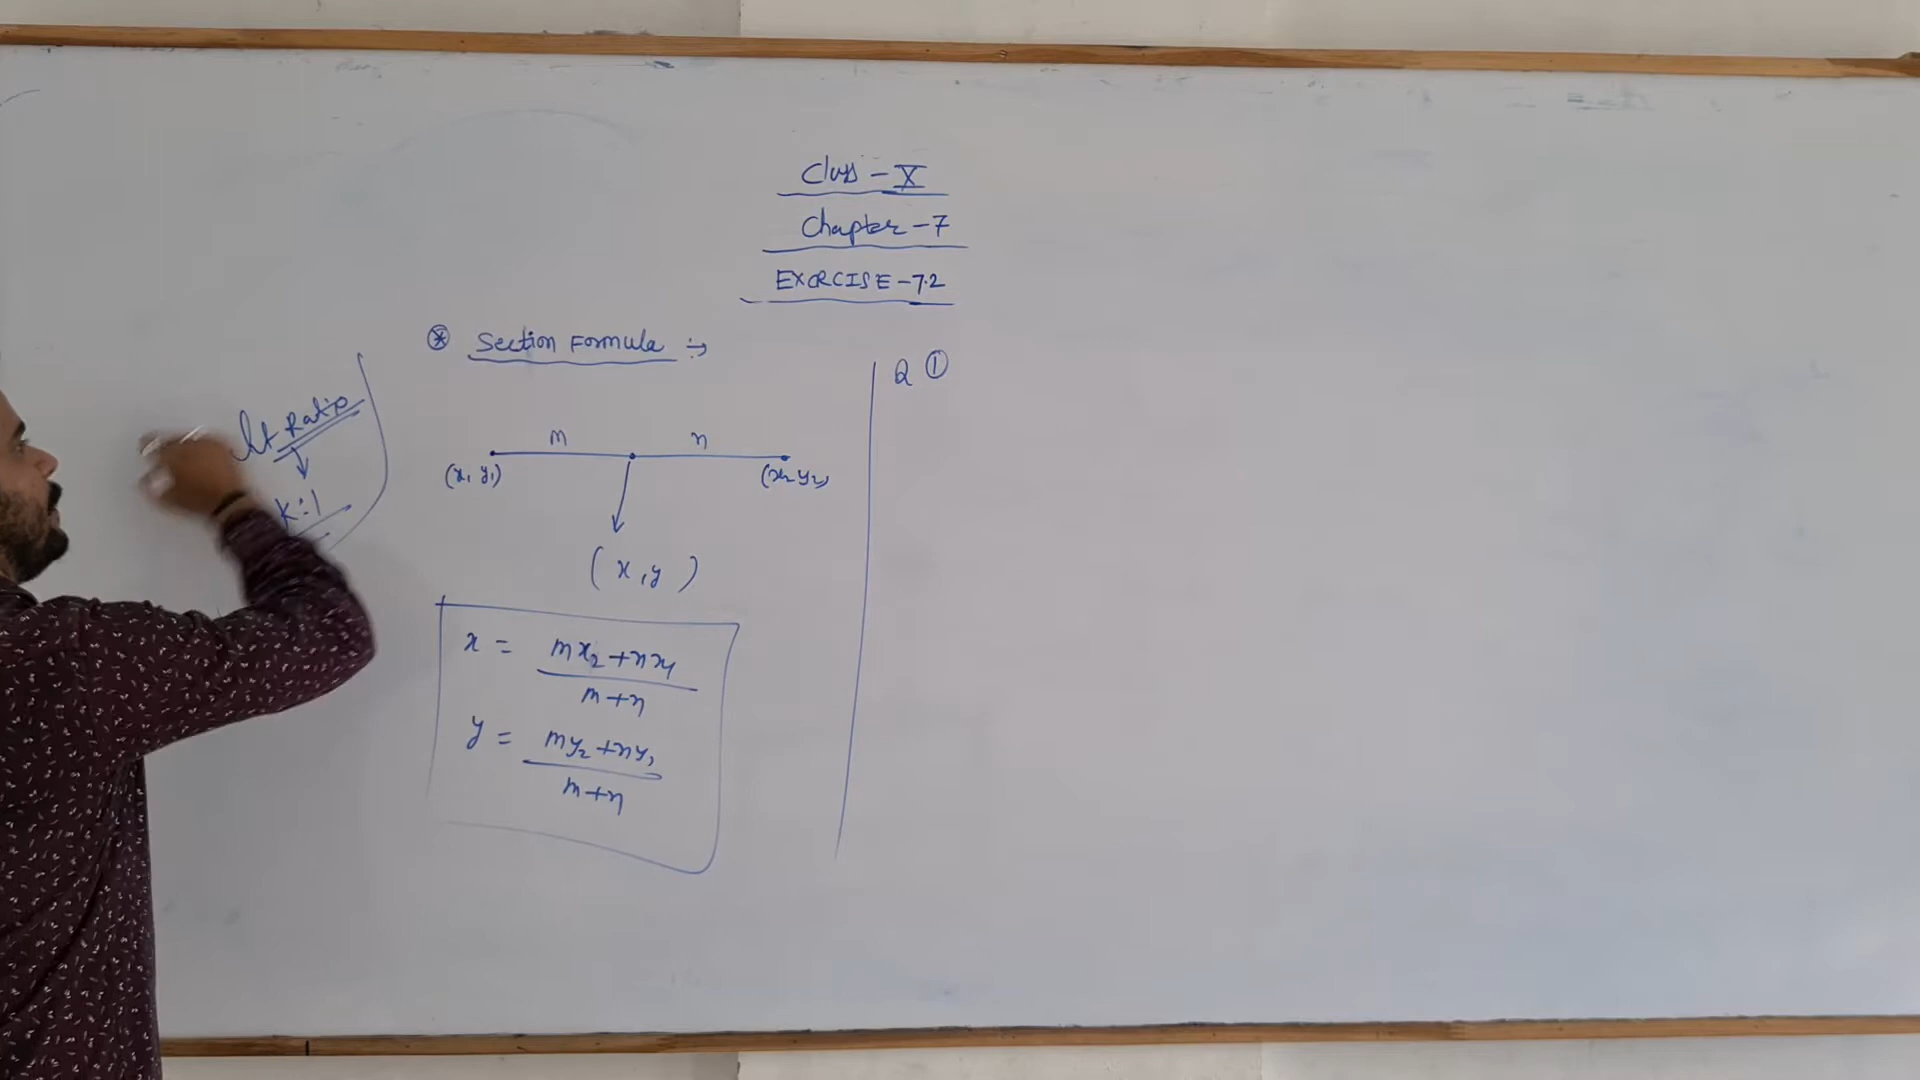 Class - X
Chapter - 7
EXERCISE - 7.2
* Section Formula :→
Q ①
let Ratio
k:1
m n
(x1 y1) (x2 y2)
(x, y)
x = mx2+nx1
m+n
y = my2+ny1
m+n